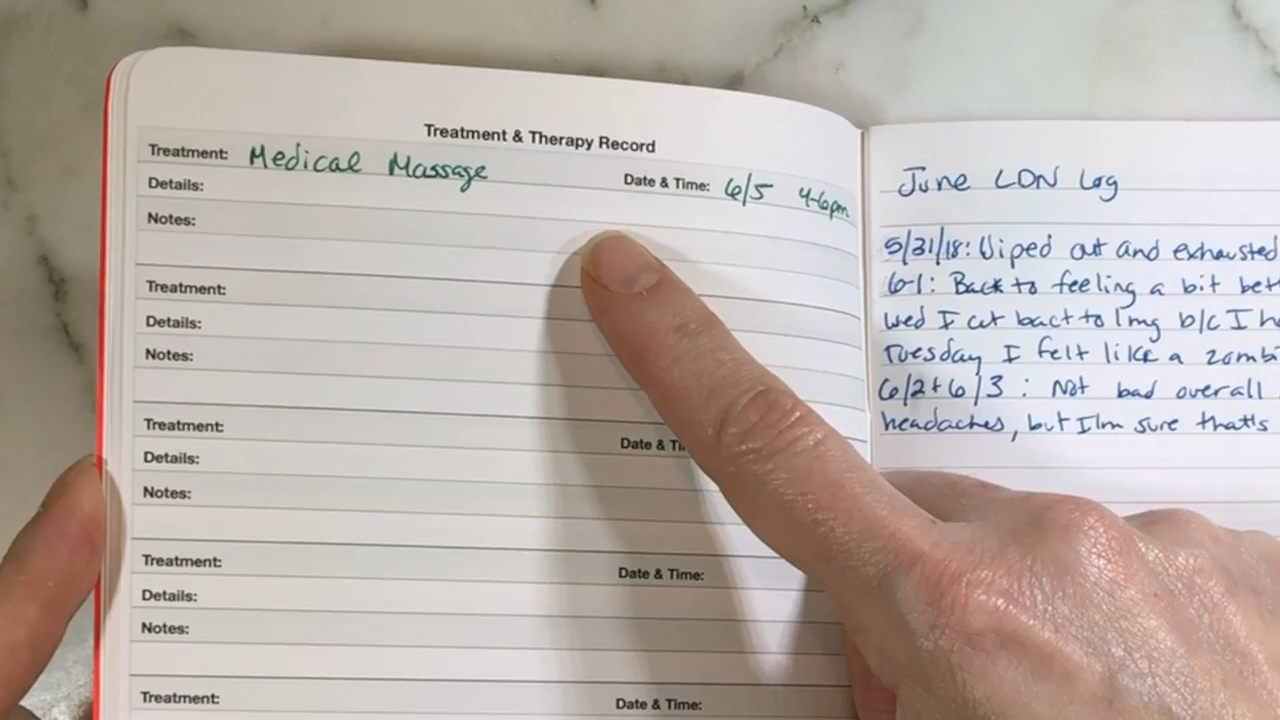 Treatment & Therapy Record
Treatment: Medical Massage Date & Time: 6/5 4-6pm
Details:
Notes:
Treatment:
Details:
Notes:
Treatment:
Date &
Details:
Notes:
Treatment:
Date & Time:
Details:
Notes:
Treatment:
Date & Time:
June LDN Log
5/31/18: Wiped out and exhausted
6-1: Back to feeling a bit
wed I cut bact to 1mg b/c I
Tuesday I felt like a
6/2+6/3: Not bad overall
headaches, but I'm sure that's